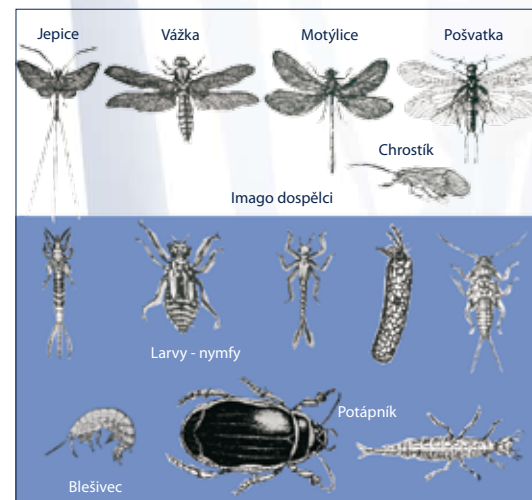 Jepice
Vážka
Motýlice
Pošvatka
Chrostík
Imago dospělci
Larvy - nymfy
Potápník
Blešivec